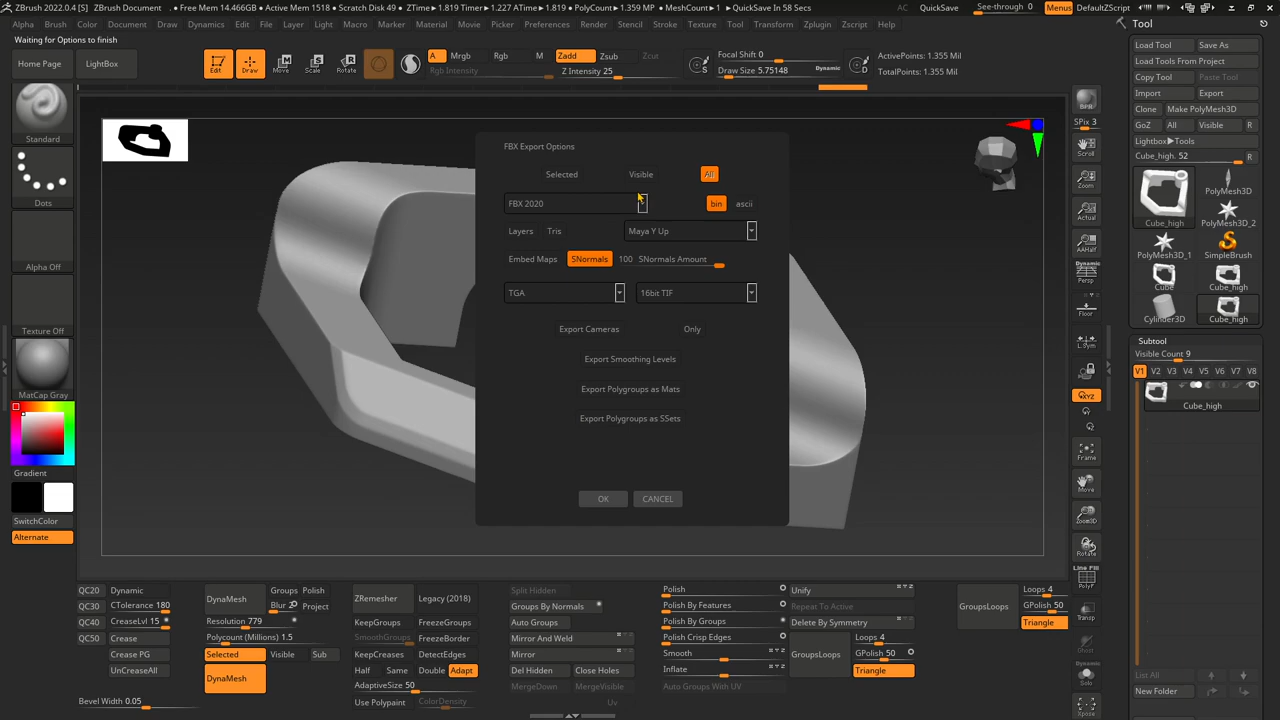 ZBrush 2022.0.4 [S] ZBrush Document . • Free Mem 14.466GB • Active Mem 1518 • Scratch Disk 49 • ZTime▸1.819 Timer▸1.227 ATime▸1.819 • PolyCount▸1.359 MP • MeshCount▸1 • QuickSave In 58 Secs AC QuickSave See-through 0 Menus DefaultZScript
Alpha Brush Color Document Draw Dynamics Edit File Layer Light Macro Marker Material Movie Picker Preferences Render Stencil Stroke Texture Tool Transform Zplugin Zscript Help
Waiting for Options to finish
Home Page LightBox
Edit Draw Move Scale Rotate
A Mrgb Rgb M
Rgb Intensity
Zadd Zsub Zcut
Z Intensity 25
S
Focal Shift 0
Draw Size 5.75148 Dynamic
D
ActivePoints: 1.355 Mil
TotalPoints: 1.355 Mil
Standard
Dots
Alpha Off
Texture Off
MatCap Gray
Gradient
SwitchColor
Alternate
FBX Export Options
Selected Visible All
FBX 2020 bin ascii
Layers Tris Maya Y Up
Embed Maps SNormals 100 SNormals Amount
TGA 16bit TIF
Export Cameras Only
Export Smoothing Levels
Export Polygroups as Mats
Export Polygroups as SSets
OK CANCEL
BPR
SPix 3
Scroll
Zoom
Actual
AAHalf
Dynamic
Persp
Floor
L.Sym
XYZ
Frame
Move
Zoom3D
Rotate
Line Fill
PolyF
Transp
Ghost
Dynamic
Solo
Xpose
Tool
Load Tool Save As
Load Tools From Project
Copy Tool Paste Tool
Import Export
Clone Make PolyMesh3D
GoZ All Visible R
Lightbox▸Tools
Cube_high. 52 R
Cube_high PolyMesh3D
PolyMesh3D_2
PolyMesh3D_1 SimpleBrush
Cube Cube_high
Cylinder3D Cube_high
Subtool
Visible Count 9
V1 V2 V3 V4 V5 V6 V7 V8
Cube_high
List All
New Folder
QC20 Dynamic
QC30 CTolerance 180
QC40 CreaseLvl 15
QC50 Crease
Crease PG
UnCreaseAll
Bevel Width 0.05
DynaMesh Groups Polish
Blur 2 Project
Resolution 779
Polycount (Millions) 1.5
Selected Visible Sub
DynaMesh
ZRemesher Legacy (2018)
KeepGroups FreezeGroups
SmoothGroups FreezeBorder
KeepCreases DetectEdges
Half Same Double Adapt
AdaptiveSize 50
Use Polypaint ColorDensity
Split Hidden
Groups By Normals
Auto Groups
Mirror And Weld
Mirror
Del Hidden Close Holes
MergeDown MergeVisible
Uv
Polish
Polish By Features
Polish By Groups
Polish Crisp Edges
Smooth
Inflate
Auto Groups With UV
Unify
Repeat To Active
Delete By Symmetry
GroupsLoops Loops 4
GPolish 50
Triangle
GroupsLoops Loops 4
GPolish 50
Triangle